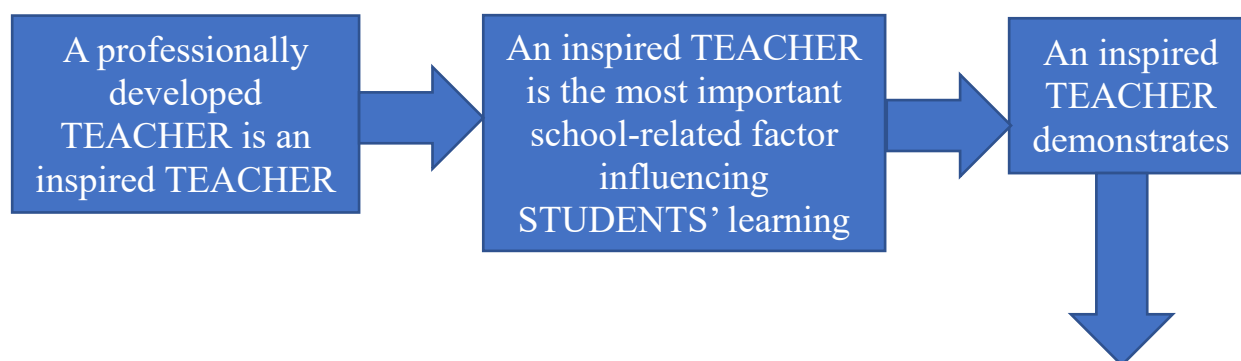 A professionally
developed
TEACHER is an
inspired TEACHER
An inspired TEACHER
is the most important
school-related factor
influencing
STUDENTS’ learning
An inspired
TEACHER
demonstrates